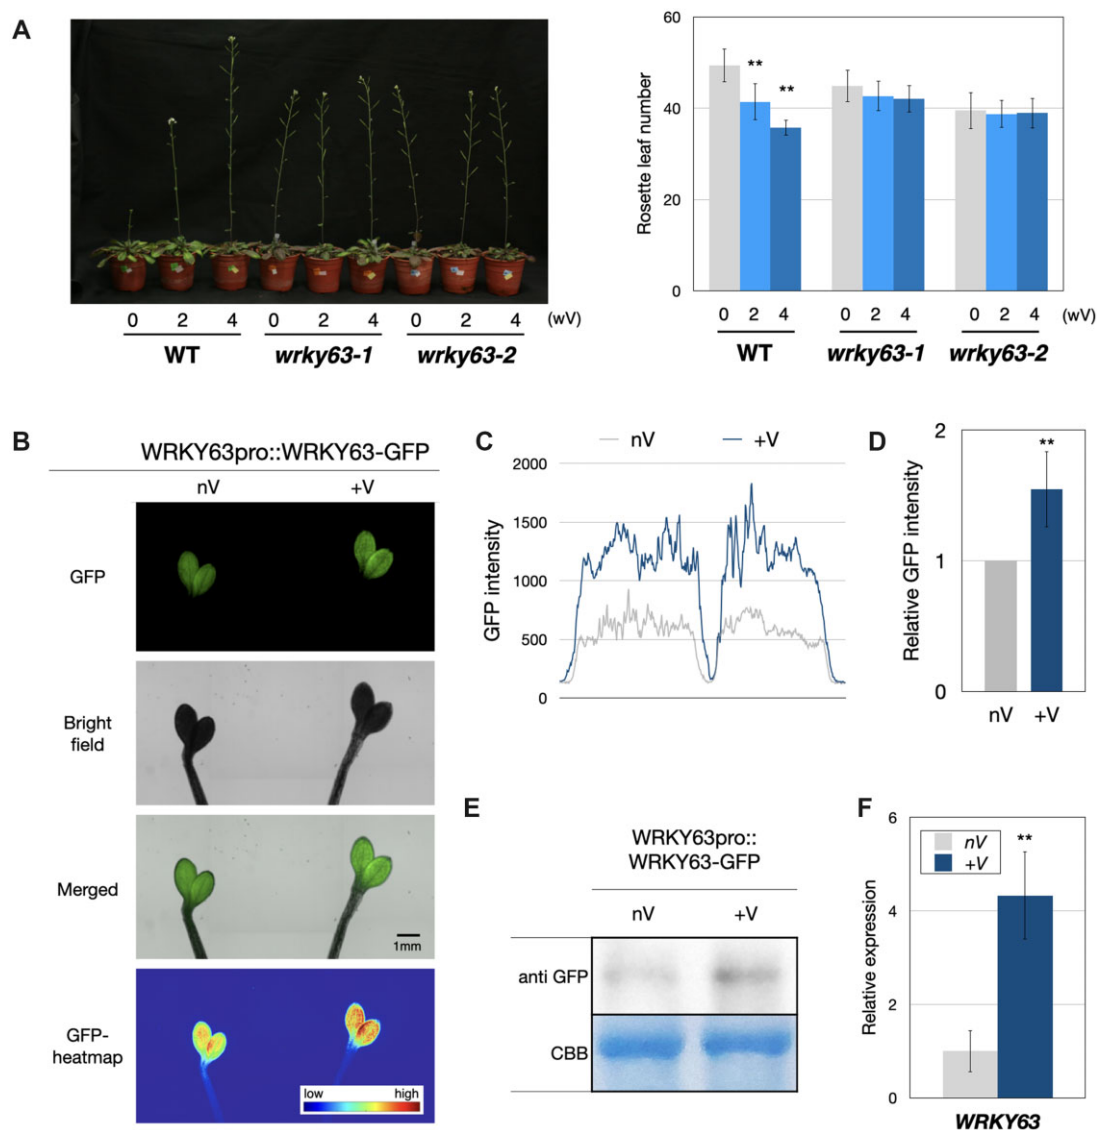 A
0 2 4 0 2 4 0 2 4 (wV)
WT wrky63-1 wrky63-2
Rosette leaf number
60
40
20
0
**
**
0 2 4 0 2 4 0 2 4 (wV)
WT wrky63-1 wrky63-2
B
WRKY63pro::WRKY63-GFP
nV +V
GFP
Bright
field
Merged
1mm
GFP-
heatmap
low high
C
nV +V
GFP intensity
2000
1500
1000
500
0
D
Relative GFP intensity
2
1
0
**
nV +V
E
WRKY63pro::
WRKY63-GFP
nV +V
anti GFP
CBB
F
Relative expression
6
4
2
0
nV
+V
**
WRKY63